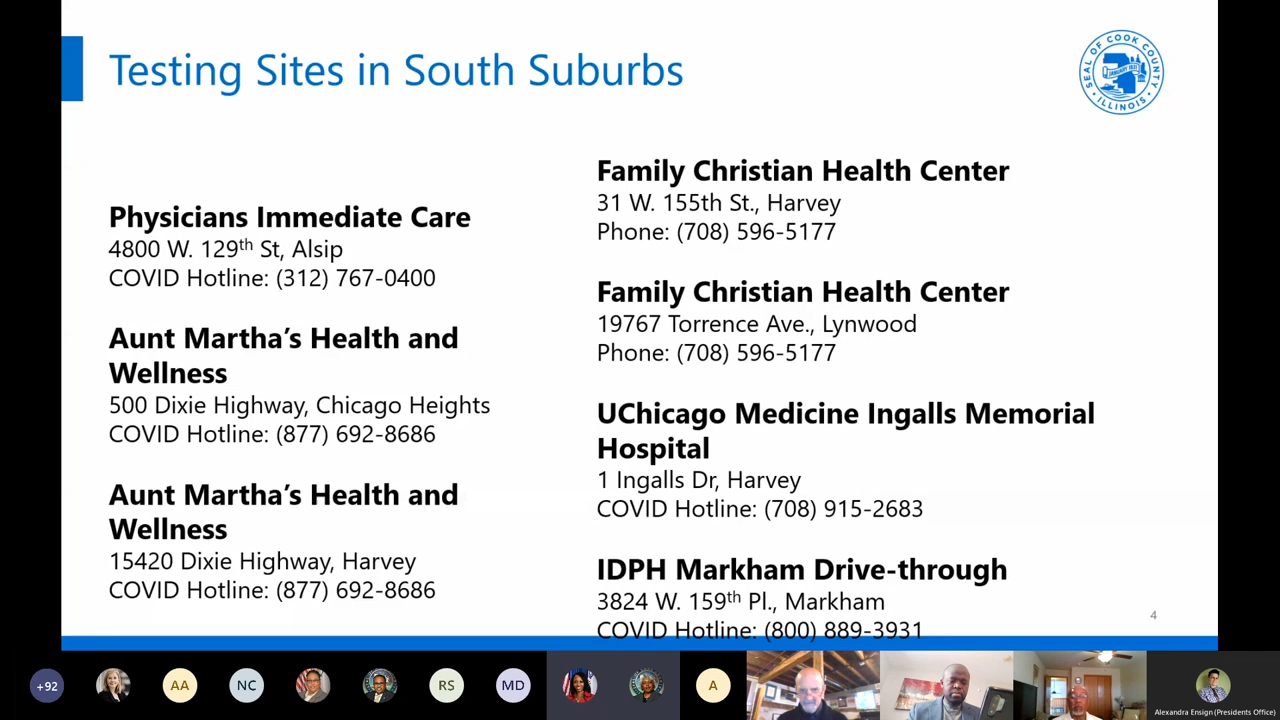 Testing Sites in South Suburbs
SEAL OF COOK COUNTY
ILLINOIS
Physicians Immediate Care
4800 W. 129th St, Alsip
COVID Hotline: (312) 767-0400
Aunt Martha’s Health and
Wellness
500 Dixie Highway, Chicago Heights
COVID Hotline: (877) 692-8686
Aunt Martha’s Health and
Wellness
15420 Dixie Highway, Harvey
COVID Hotline: (877) 692-8686
Family Christian Health Center
31 W. 155th St., Harvey
Phone: (708) 596-5177
Family Christian Health Center
19767 Torrence Ave., Lynwood
Phone: (708) 596-5177
UChicago Medicine Ingalls Memorial
Hospital
1 Ingalls Dr, Harvey
COVID Hotline: (708) 915-2683
IDPH Markham Drive-through
3824 W. 159th Pl., Markham
COVID Hotline: (800) 889-3931
4
+92
AA
NC
RS
MD
A
Alexandra Ensign (Presidents Office)